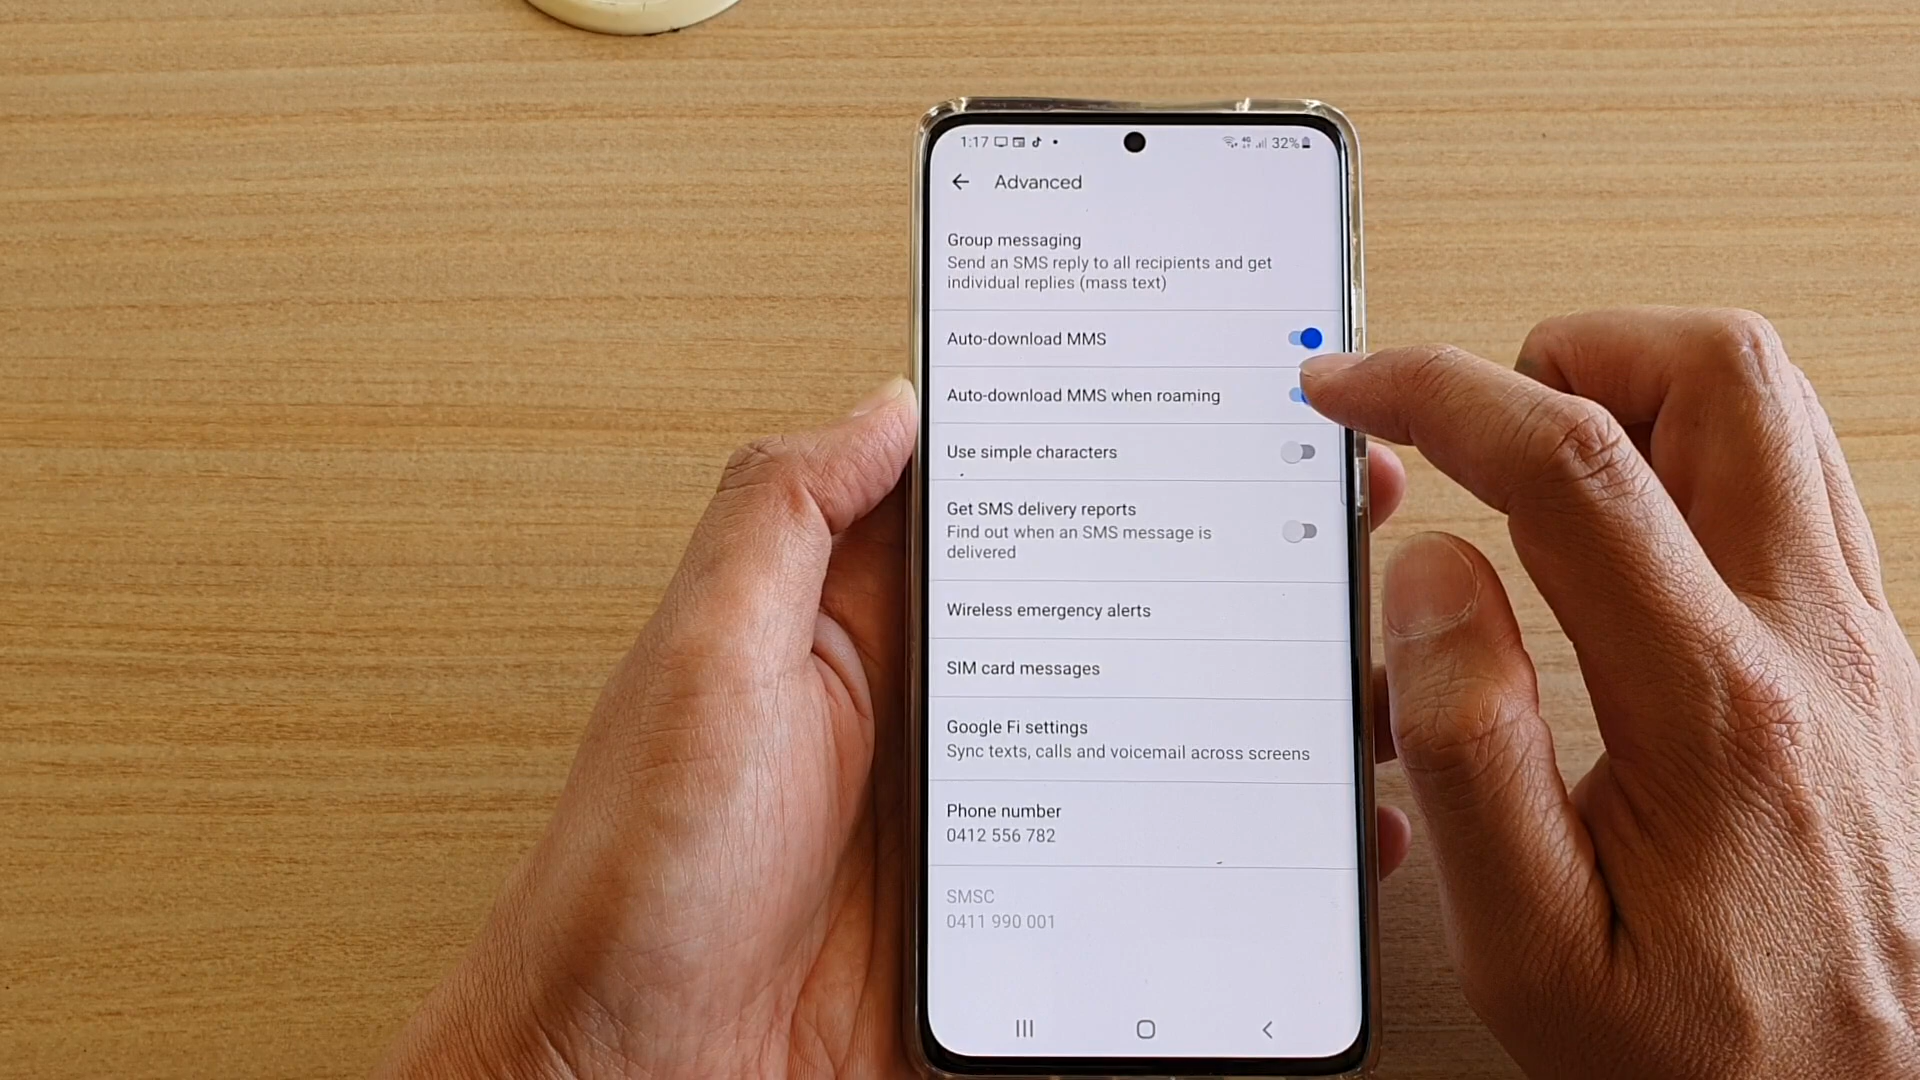 1:17 32%
Advanced
Group messaging
Send an SMS reply to all recipients and get
individual replies (mass text)
Auto-download MMS
Auto-download MMS when roaming
Use simple characters
Get SMS delivery reports
Find out when an SMS message is
delivered
Wireless emergency alerts
SIM card messages
Google Fi settings
Sync texts, calls and voicemail across screens
Phone number
0412 556 782
SMSC
0411 990 001